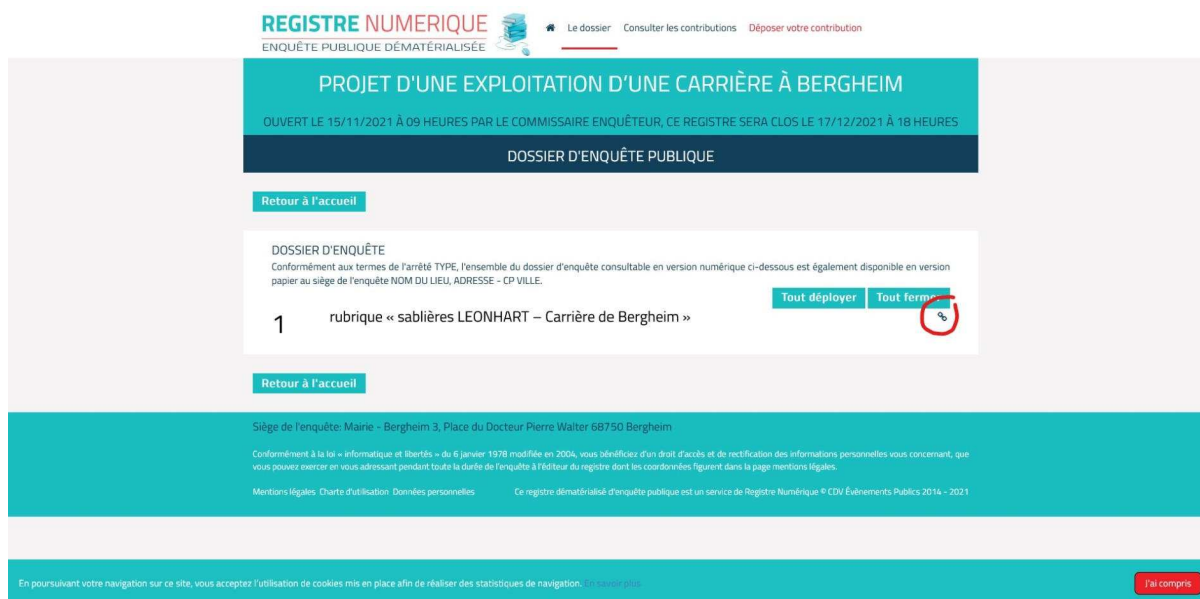 REGISTRE NUMERIQUE
ENQUÊTE PUBLIQUE DÉMATÉRIALISÉE
Le dossier Consulter les contributions Déposer votre contribution
PROJET D'UNE EXPLOITATION D'UNE CARRIÈRE À BERGHEIM
OUVERT LE 15/11/2021 À 09 HEURES PAR LE COMMISSAIRE ENQUÊTEUR, CE REGISTRE SERA CLOS LE 17/12/2021 À 18 HEURES
DOSSIER D'ENQUÊTE PUBLIQUE
Retour à l'accueil
DOSSIER D'ENQUÊTE
Conformément aux termes de l'arrêté TYPE, l'ensemble du dossier d'enquête consultable en version numérique ci-dessous est également disponible en version
papier au siège de l'enquête NOM DU LIEU, ADRESSE - CP VILLE.
Tout déployer Tout fermer
1 rubrique « sablières LEONHART – Carrière de Bergheim »
Retour à l'accueil
Siège de l'enquête: Mairie - Bergheim 3, Place du Docteur Pierre Walter 68750 Bergheim
Conformément à la loi « informatique et libertés » du 6 janvier 1978 modifiée en 2004, vous bénéficiez d'un droit d'accès et de rectification des informations personnelles vous concernant, que
vous pouvez exercer en vous adressant pendant toute la durée de l'enquête à l'éditeur du registre dont les coordonnées figurent dans la page mentions légales.
Mentions légales Charte d'utilisation Données personnelles Ce registre dématérialisé d'enquête publique est un service de Registre Numérique © CDV Évènements Publics 2014 - 2021
En poursuivant votre navigation sur ce site, vous acceptez l'utilisation de cookies mis en place afin de réaliser des statistiques de navigation. En savoir plus
J'ai compris